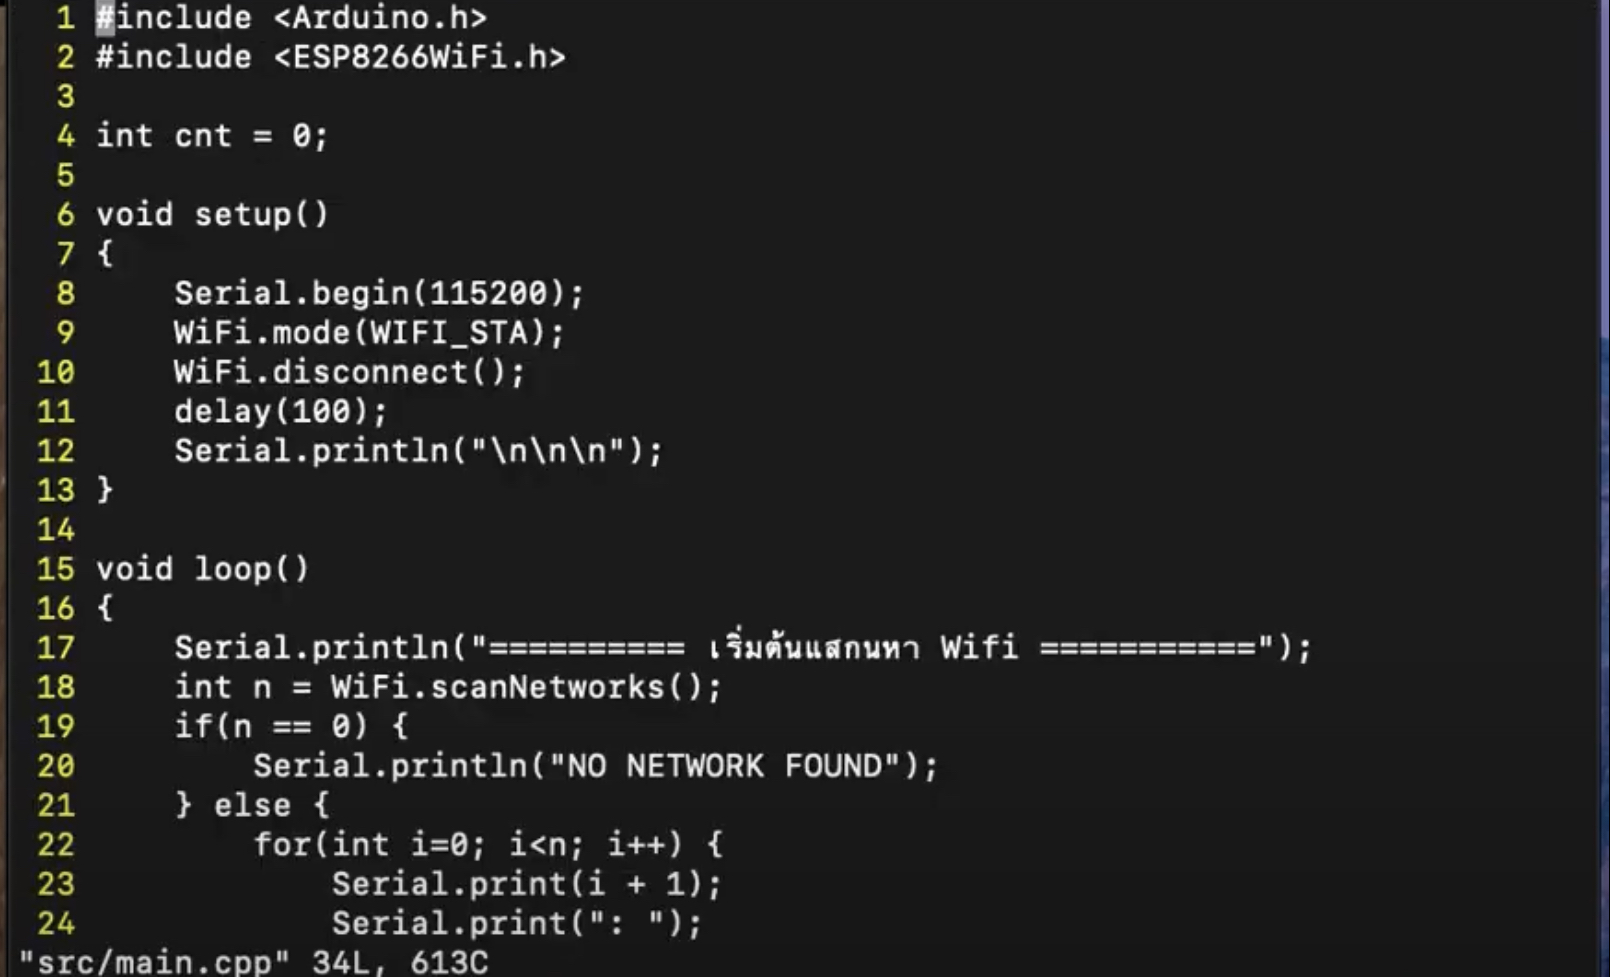 1 #include <Arduino.h>
2 #include <ESP8266WiFi.h>
3
4 int cnt = 0;
5
6 void setup()
7 {
8     Serial.begin(115200);
9     WiFi.mode(WIFI_STA);
10     WiFi.disconnect();
11     delay(100);
12     Serial.println("\n\n\n");
13 }
14
15 void loop()
16 {
17     Serial.println("========== เริ่มต้นแสกนหา Wifi ===========");
18     int n = WiFi.scanNetworks();
19     if(n == 0) {
20         Serial.println("NO NETWORK FOUND");
21     } else {
22         for(int i=0; i<n; i++) {
23             Serial.print(i + 1);
24             Serial.print(": ");
"src/main.cpp" 34L, 613C